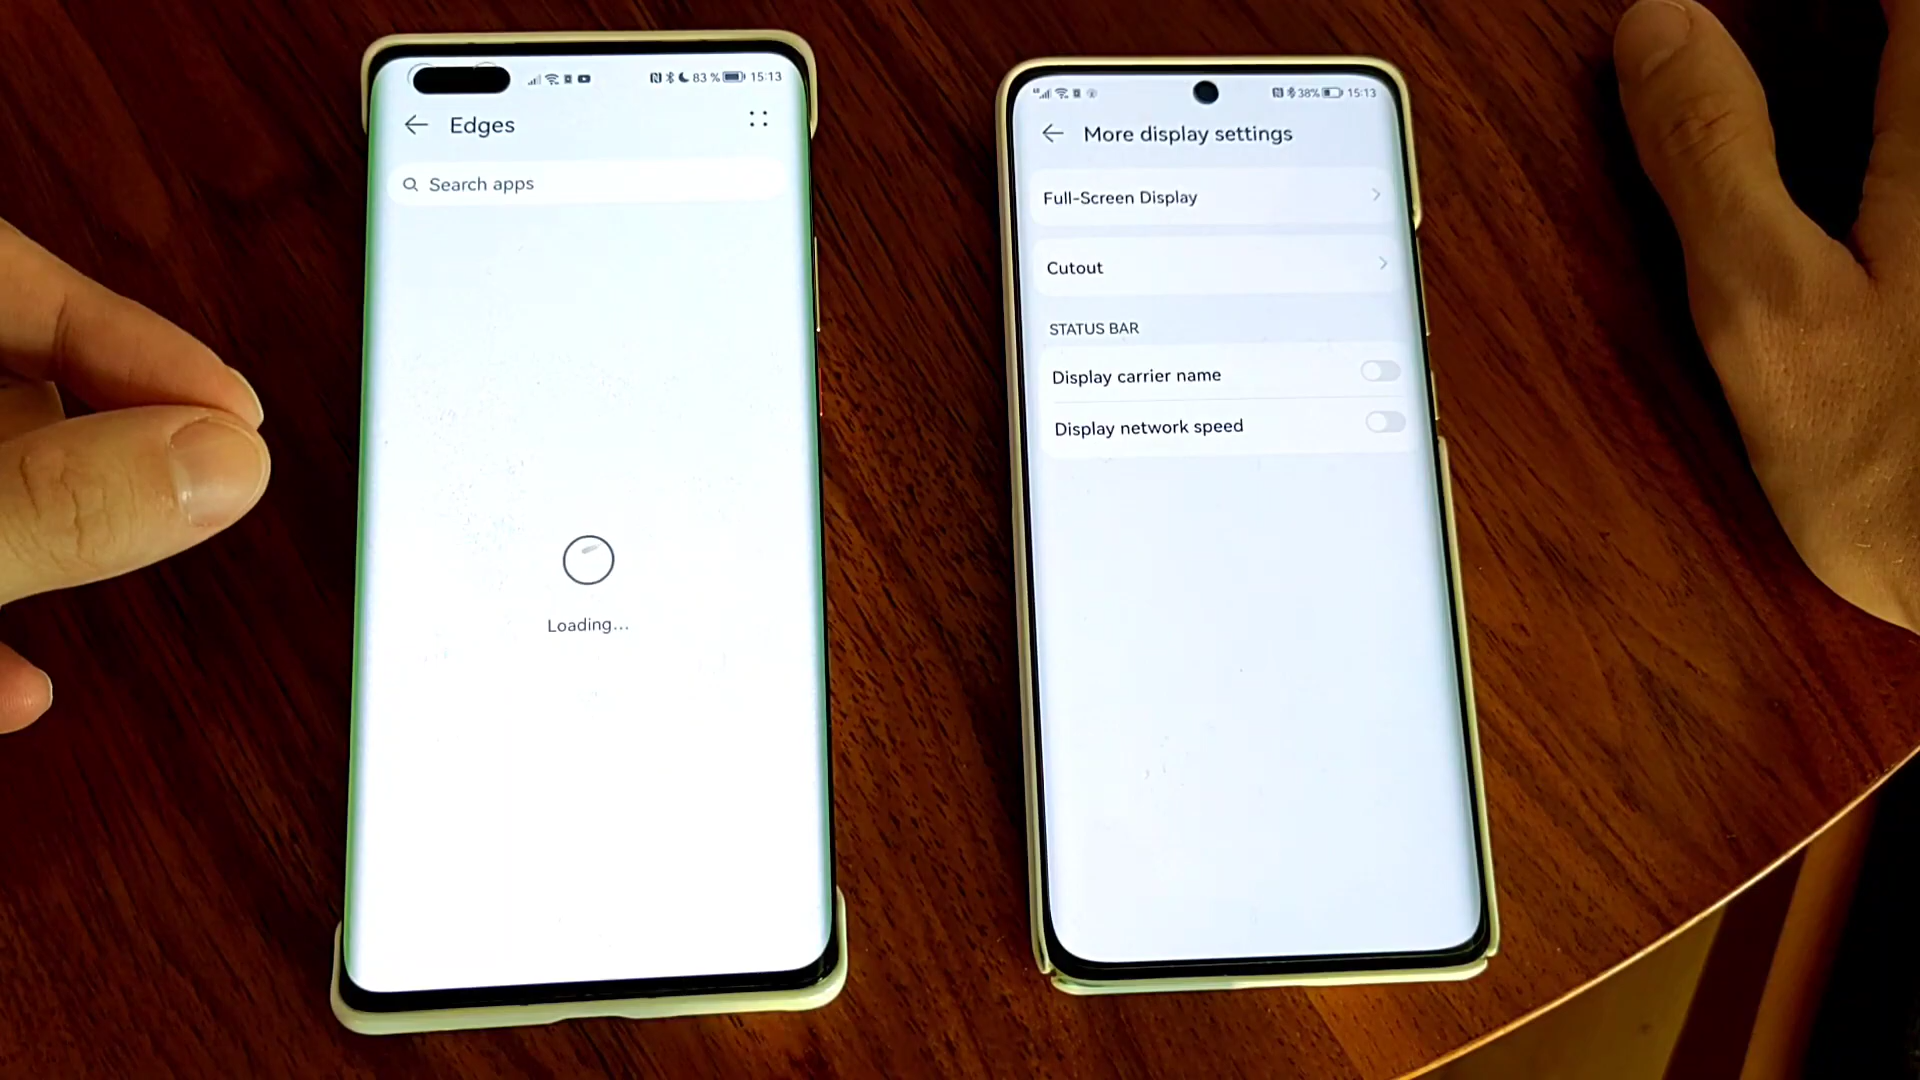 83 % 15:13
Edges
Search apps
Loading...
38% 15:13
More display settings
Full-Screen Display
Cutout
STATUS BAR
Display carrier name
Display network speed